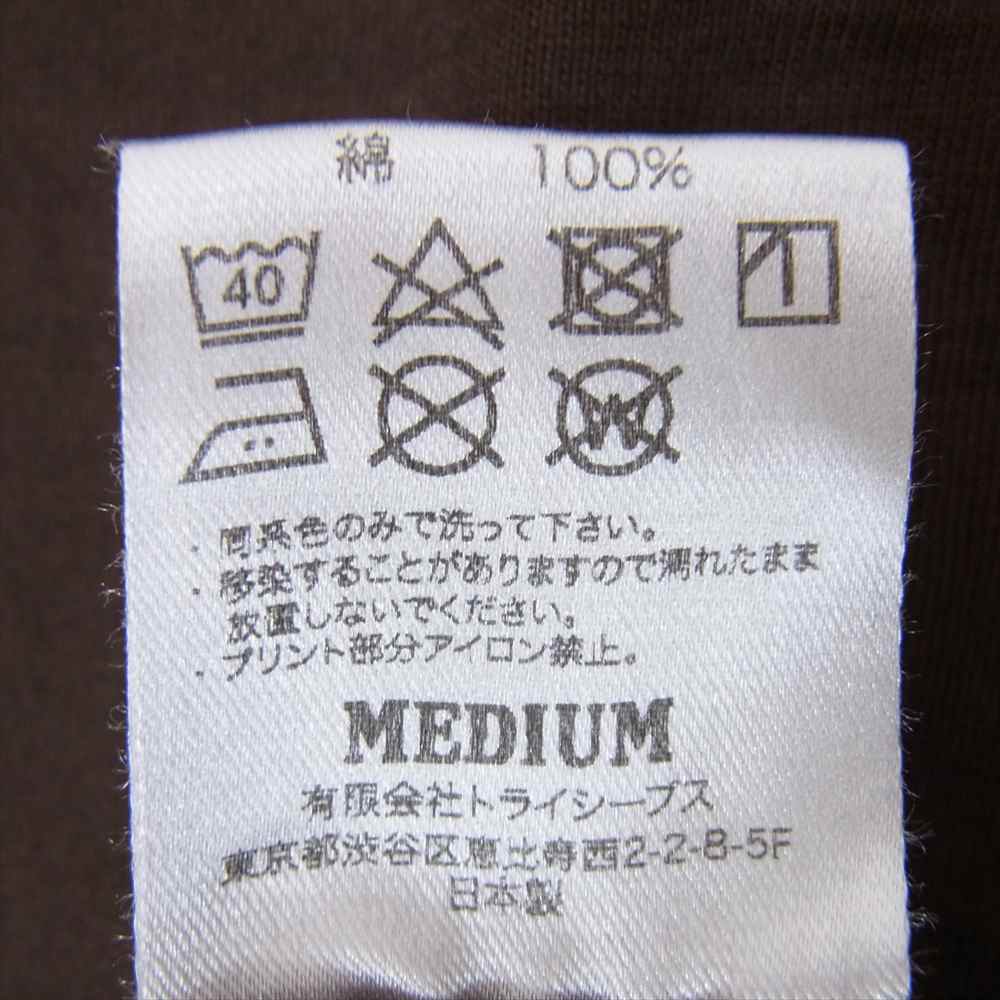 綿 100%
40
W
・同系色のみで洗って下さい。
・移染することがありますので濡れたまま
放置しないでください。
・プリント部分アイロン禁止。
MEDIUM
有限会社トライシープス
東京都渋谷区恵比寿西2-2-8-5F
日本製